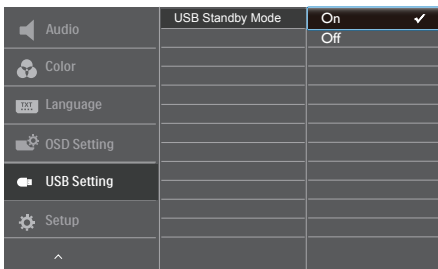 Audio
Color
TXT
Language
OSD Setting
USB Setting
Setup
USB Standby Mode
On
Off